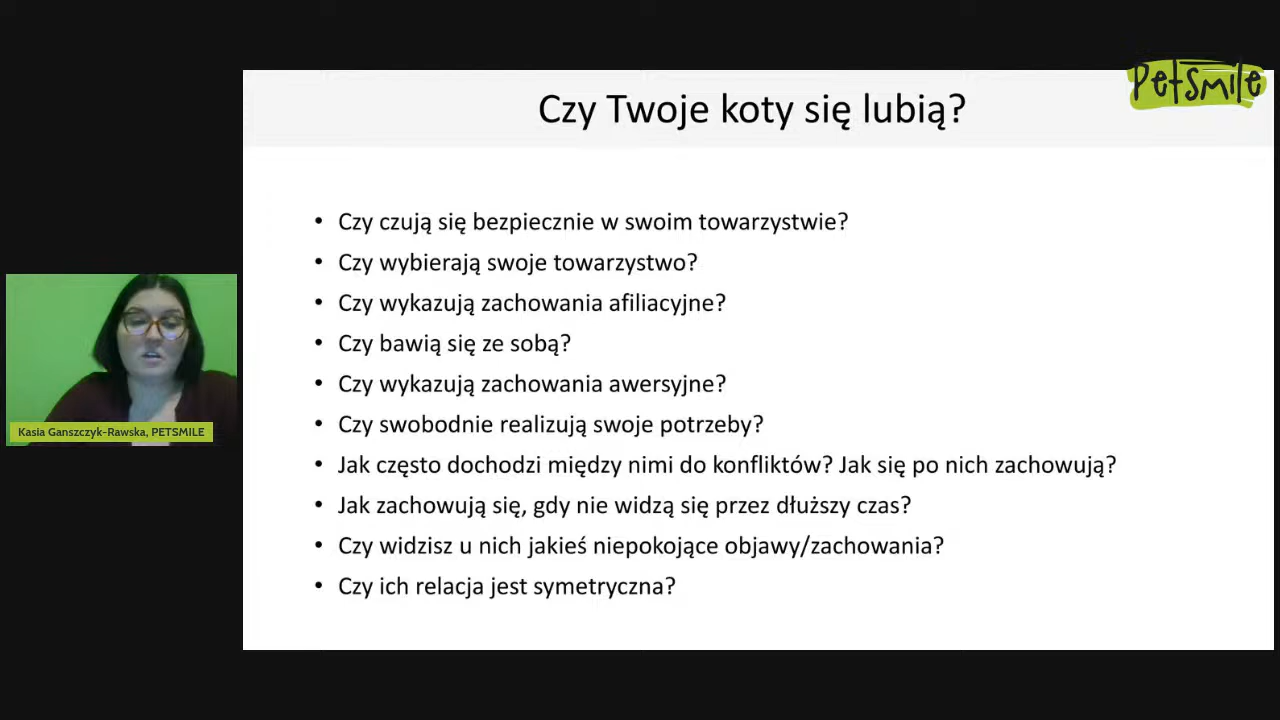 PetSmile
Czy Twoje koty się lubią?
• Czy czują się bezpiecznie w swoim towarzystwie?
• Czy wybierają swoje towarzystwo?
• Czy wykazują zachowania afiliacyjne?
• Czy bawią się ze sobą?
• Czy wykazują zachowania awersyjne?
• Czy swobodnie realizują swoje potrzeby?
• Jak często dochodzi między nimi do konfliktów? Jak się po nich zachowują?
• Jak zachowują się, gdy nie widzą się przez dłuższy czas?
• Czy widzisz u nich jakieś niepokojące objawy/zachowania?
• Czy ich relacja jest symetryczna?
Kasia Ganszczyk-Rawska, PETSMILE